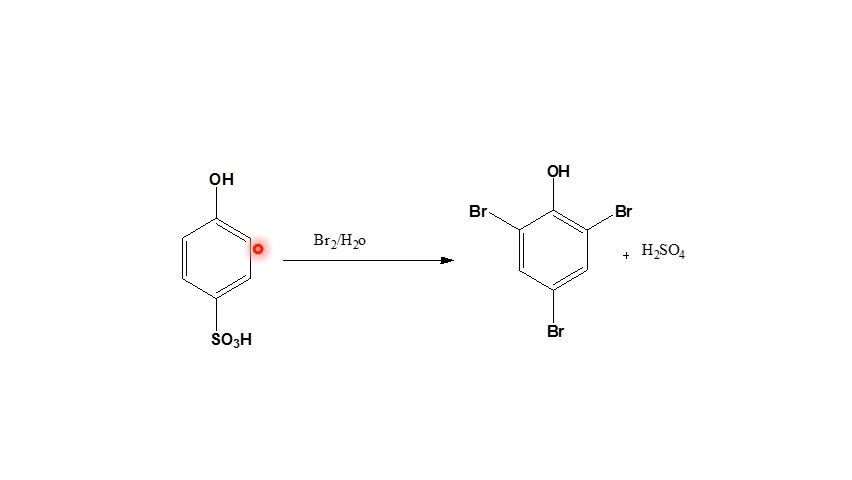 OH
SO₃H
Br₂/H₂o
OH
Br
Br
Br
+ H₂SO₄